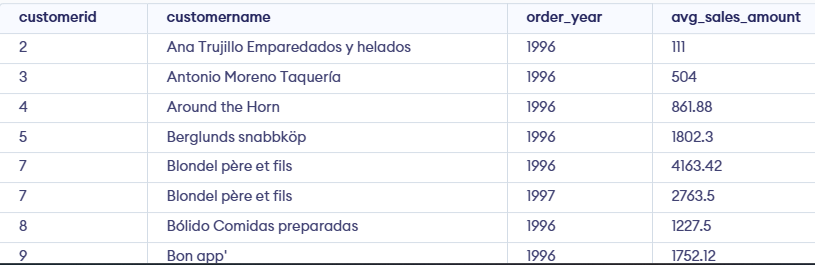 customerid customername order_year avg_sales_amount
2 Ana Trujillo Emparedados y helados 1996 111
3 Antonio Moreno Taquería 1996 504
4 Around the Horn 1996 861.88
5 Berglunds snabbköp 1996 1802.3
7 Blondel père et fils 1996 4163.42
7 Blondel père et fils 1997 2763.5
8 Bólido Comidas preparadas 1996 1227.5
9 Bon app' 1996 1752.12